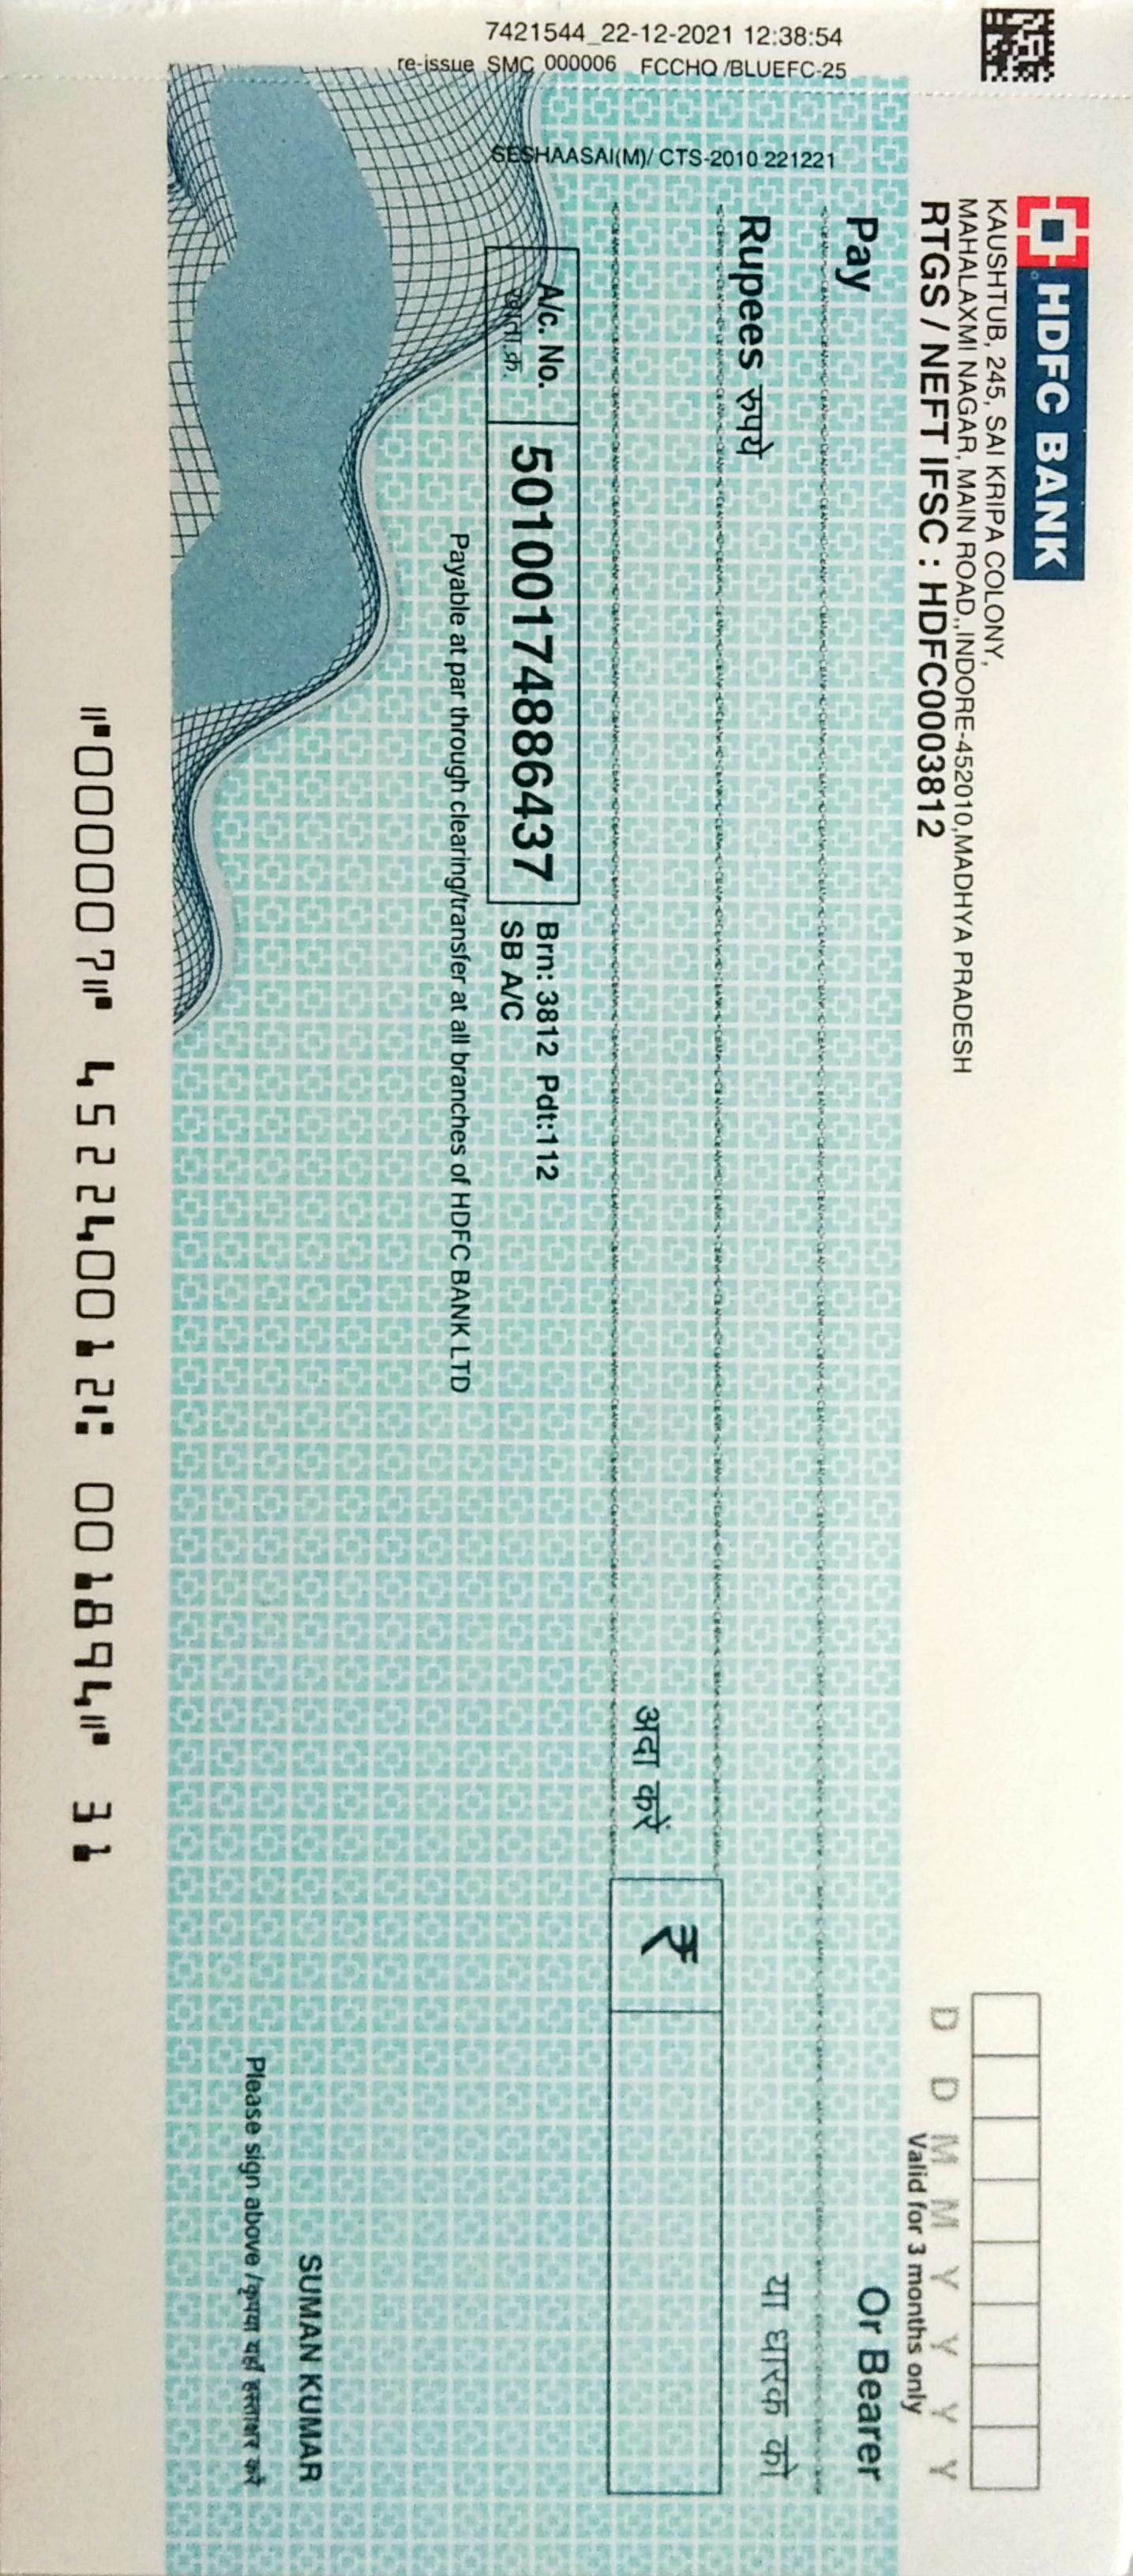 HDFC BANK
KAUSHTUB, 245, SAI KRIPA COLONY,
MAHALAXMI NAGAR, MAIN ROAD,,INDORE-452010,MADHYA PRADESH
RTGS / NEFT IFSC : HDFC0003812
D D M M Y Y Y Y
Valid for 3 months only
Pay
Or Bearer
या धारक को
Rupees रुपये
अदा करें
₹
A/c. No.
खाता.क्र.
50100174886437
Brn: 3812 Pdt:112
SB A/C
Payable at par through clearing/transfer at all branches of HDFC BANK LTD
SUMAN KUMAR
Please sign above / कृपया यहाँ हस्ताक्षर करें
⑈000007⑈ 452240012⑆ 001894⑈ 31
7421544_22-12-2021 12:38:54
re-issue SMC 000006 FCCHQ /BLUEFC-25
SESHAASAI(M)/ CTS-2010 221221